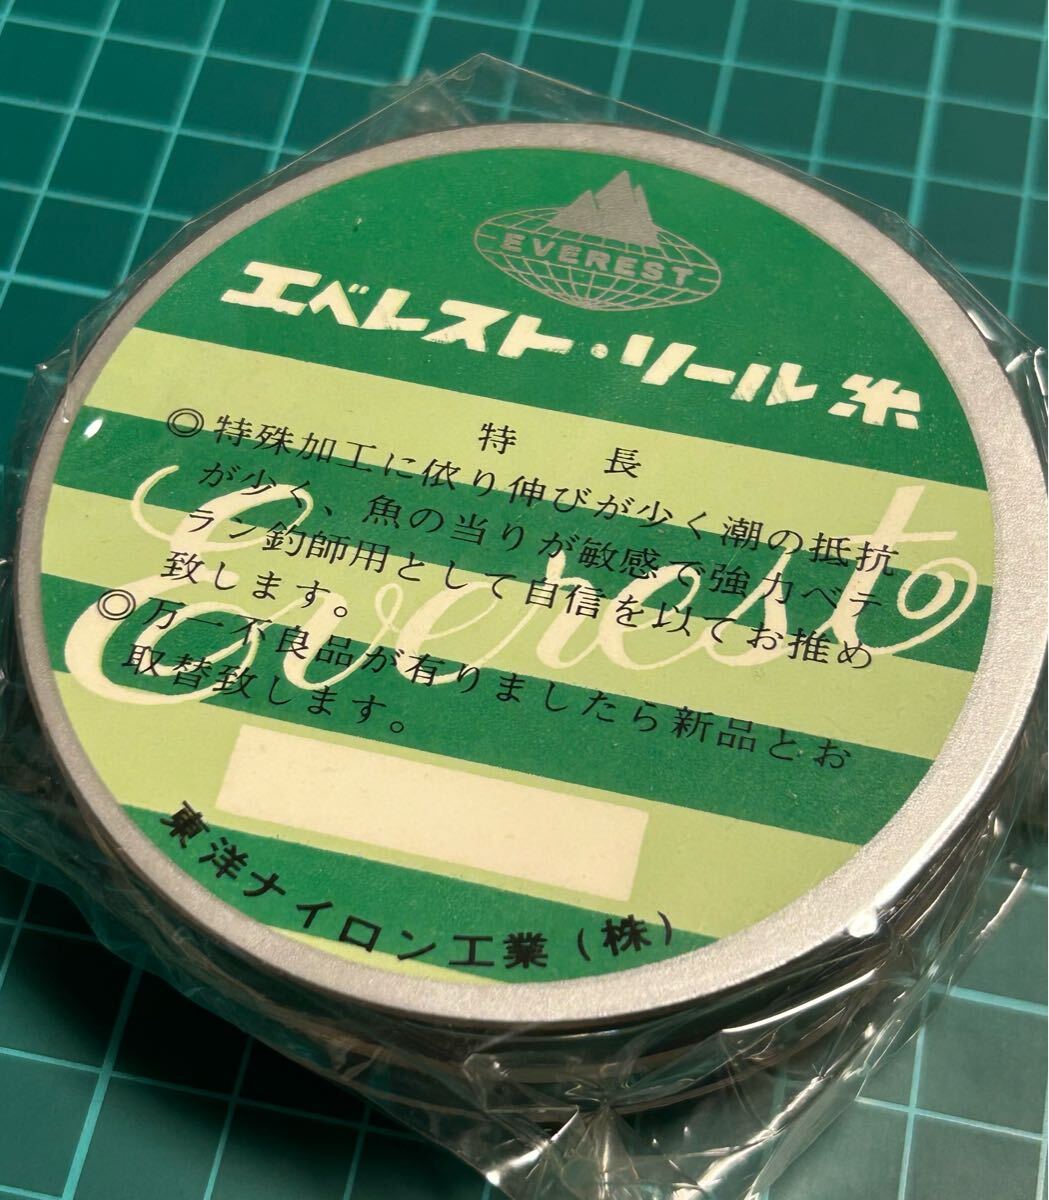 EVEREST
エベレスト・リール糸
特長
◎特殊加工に依り伸びが少く潮の抵抗
が少く、魚の当りが敏感で強力ベテ
ラン釣師用として自信を以てお推め
致します。
◎万一不良品が有りましたら新品とお
取替致します。
Everest
東洋ナイロン工業(株)